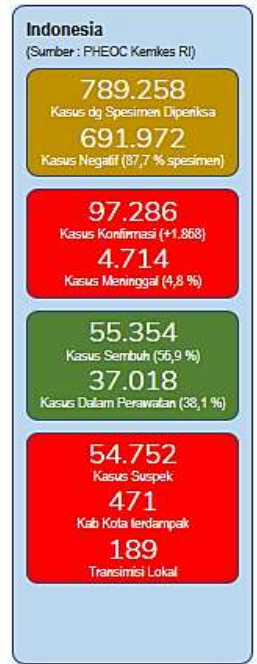 Indonesia
(Sumber : PHEOC Kemkes RI)
789.258
Kasus dg Spesimen Diperiksa
691.972
Kasus Negatif (87,7 % spesimen)
97.286
Kasus Konfirmasi (+1.868)
4.714
Kasus Meninggal (4,8 %)
55.354
Kasus Sembuh (56,9 %)
37.018
Kasus Dalam Perawatan (38,1 %)
54.752
Kasus Suspek
471
Kab Kota terdampak
189
Transimisi Lokal